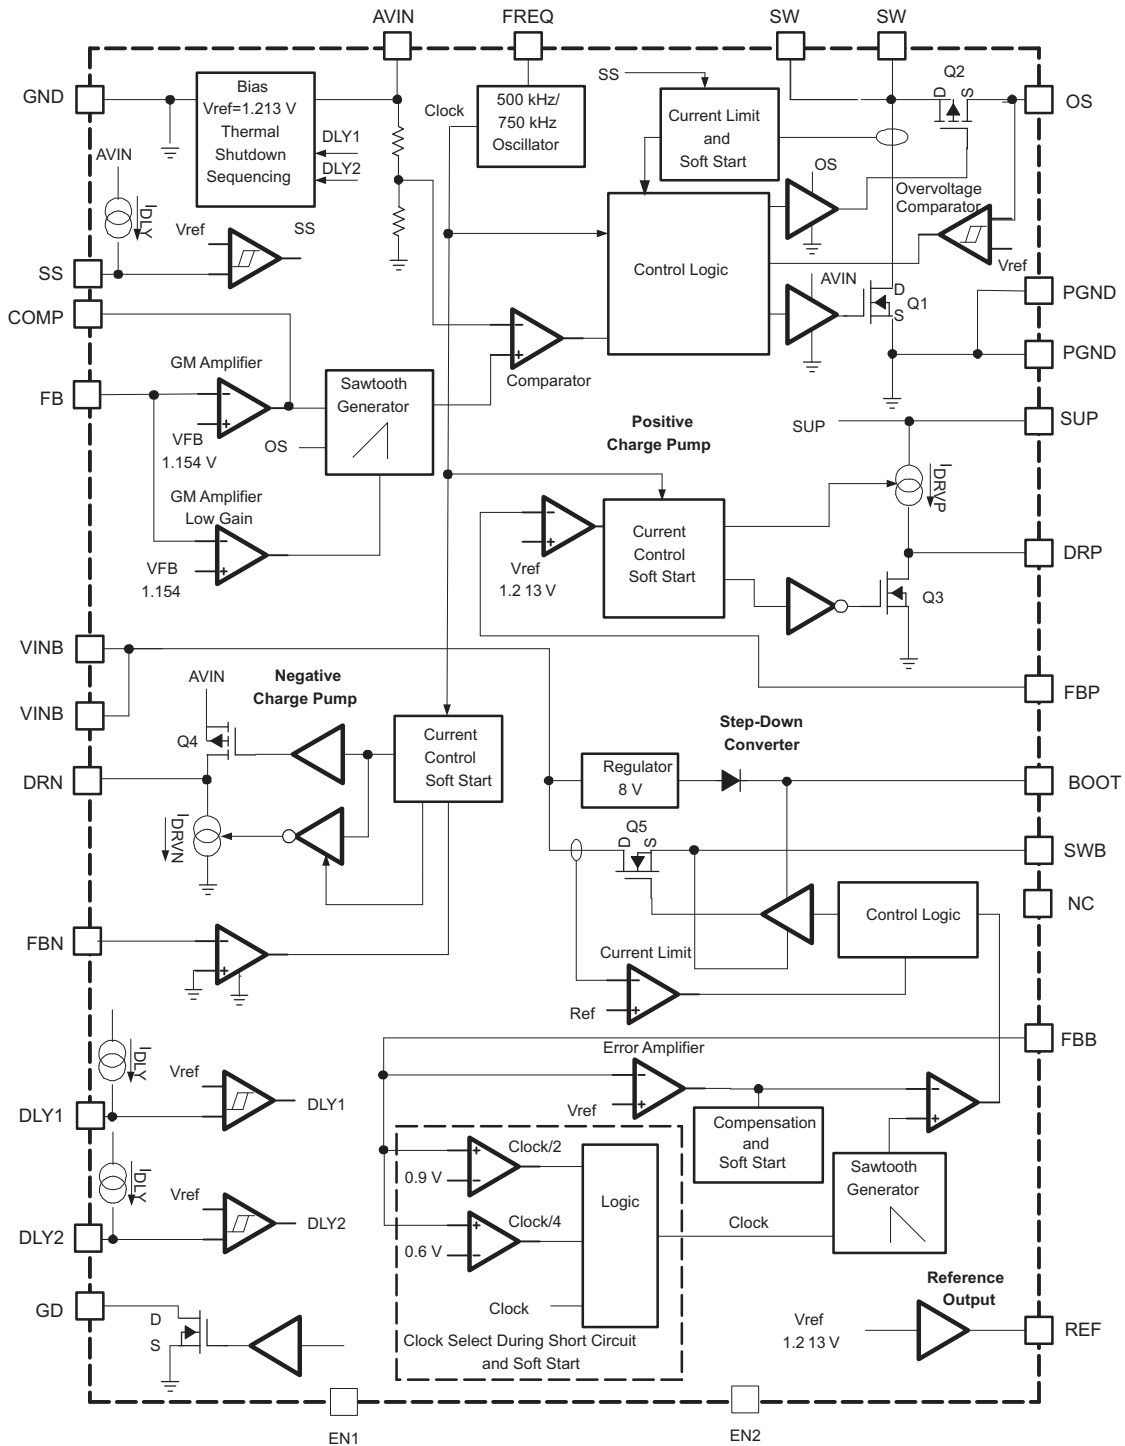 AVIN
FREQ
SW
SW
GND
Bias
Vref=1.213 V
Thermal
Shutdown
Sequencing
DLY1
DLY2
Clock
500 kHz/
750 kHz
Oscillator
SS
Current Limit
and
Soft Start
Q2
D
S
OS
AVIN
IDLY
Vref
SS
SS
OS
Overvoltage
Comparator
Vref
Control Logic
AVIN
D
Q1
S
PGND
PGND
COMP
GM Amplifier
FB
VFB
1.154 V
OS
Sawtooth
Generator
Comparator
Positive
Charge Pump
SUP
SUP
IDRVP
GM Amplifier
Low Gain
VFB
1.154
Vref
1.2 13 V
Current
Control
Soft Start
DRP
Q3
VINB
VINB
FBP
Negative
Charge Pump
AVIN
Q4
DRN
IDRVN
Current
Control
Soft Start
Step-Down
Converter
Regulator
8 V
BOOT
Q5
D
S
SWB
NC
Control Logic
FBN
Current Limit
Ref
FBB
Error Amplifier
Vref
IDLY
Vref
DLY1
DLY1
Compensation
and
Soft Start
Sawtooth
Generator
Clock/2
0.9 V
Logic
Clock/4
0.6 V
Clock
Clock
Clock Select During Short Circuit
and Soft Start
IDLY
Vref
DLY2
DLY2
GD
D
S
Reference
Output
Vref
1.2 13 V
REF
EN1
EN2